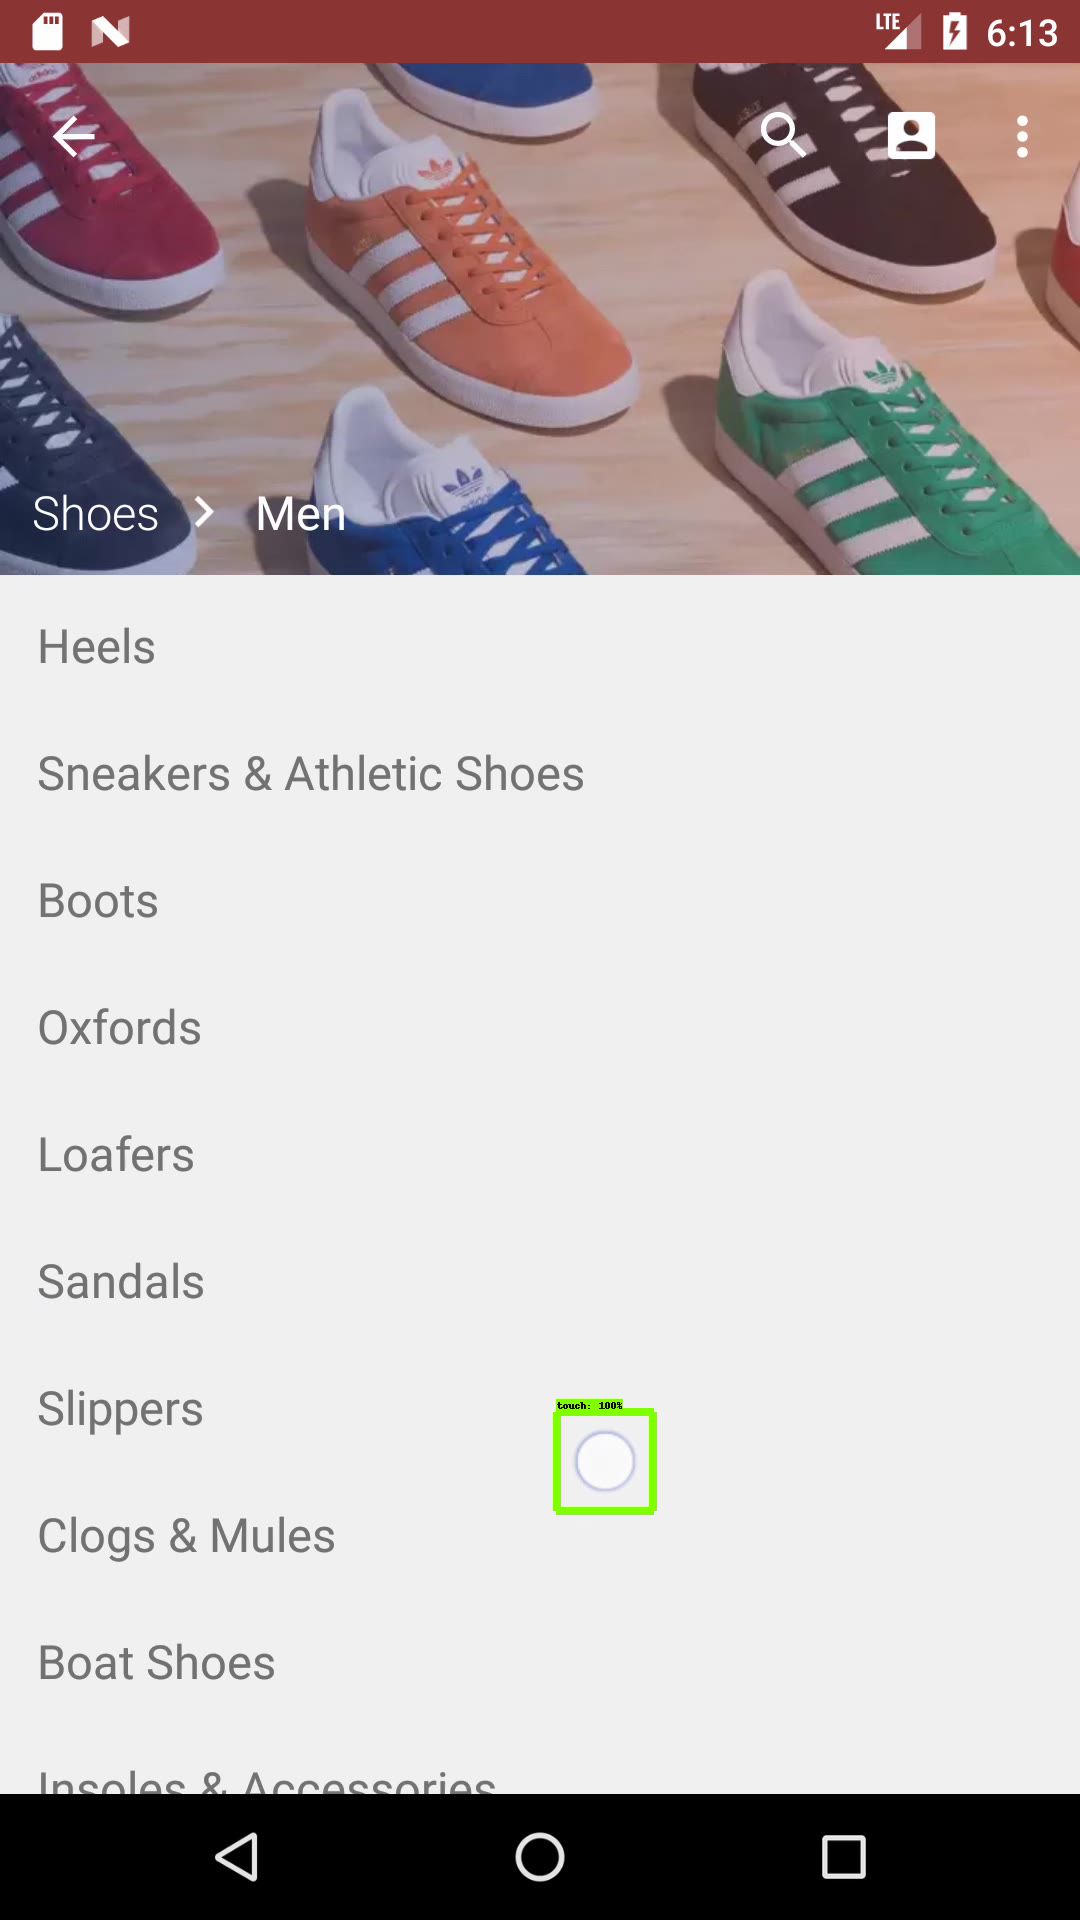 LTE 6:13
Shoes > Men
Heels
Sneakers & Athletic Shoes
Boots
Oxfords
Loafers
Sandals
Slippers
touch: 100%
Clogs & Mules
Boat Shoes
Insoles & Accessories